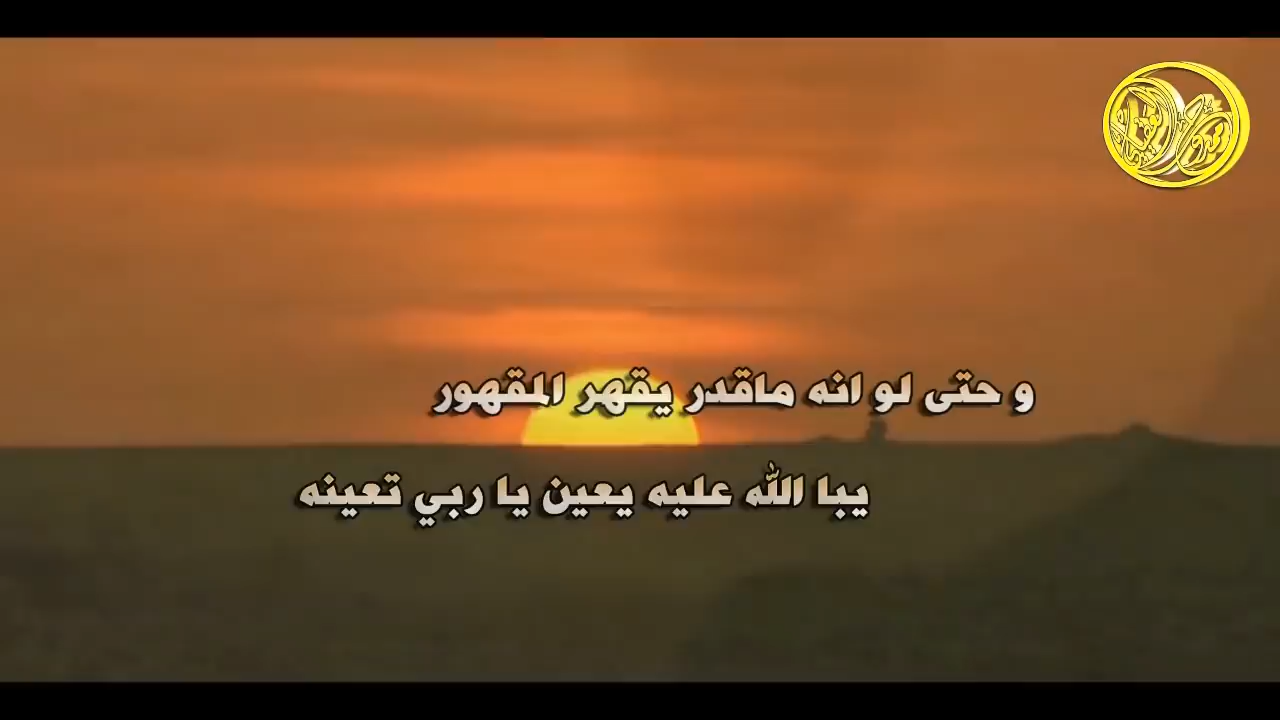 و حتى لو انه ماقدر يقهر المقهور
يبا الله عليه يعين يا ربي تعينه